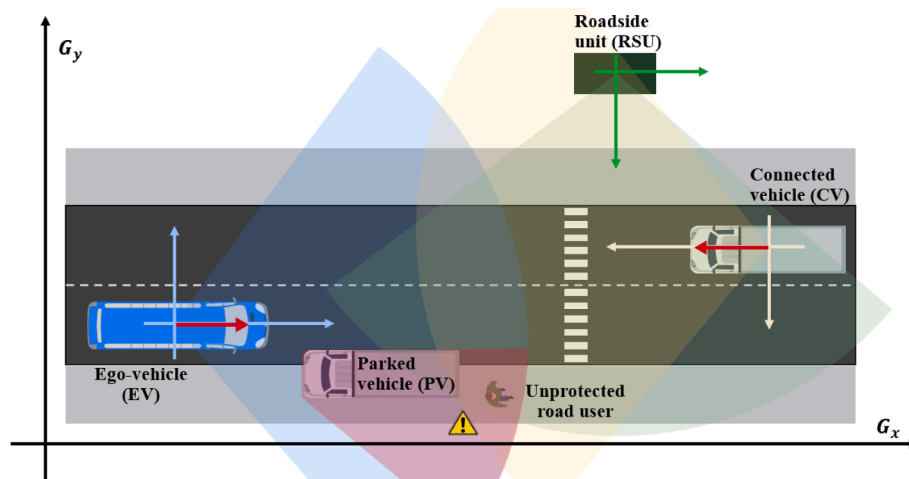 Roadside
unit (RSU)
G_y
Connected
vehicle (CV)
Ego-vehicle
(EV)
Parked
vehicle (PV)
Unprotected
road user
!
G_x